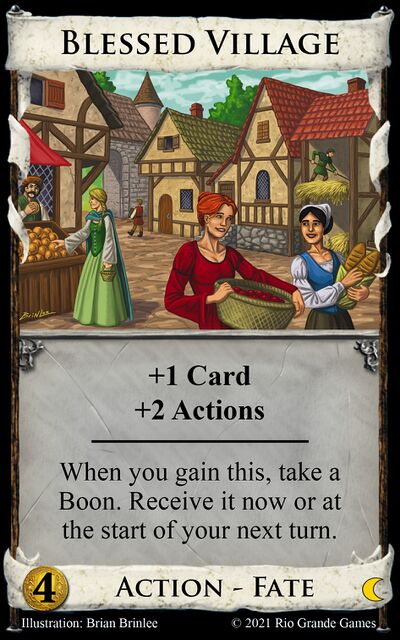 BLESSED VILLAGE
BRINLEE
+1 Card
+2 Actions
When you gain this, take a
Boon. Receive it now or at
the start of your next turn.
4 ACTION - FATE
Illustration: Brian Brinlee © 2021 Rio Grande Games